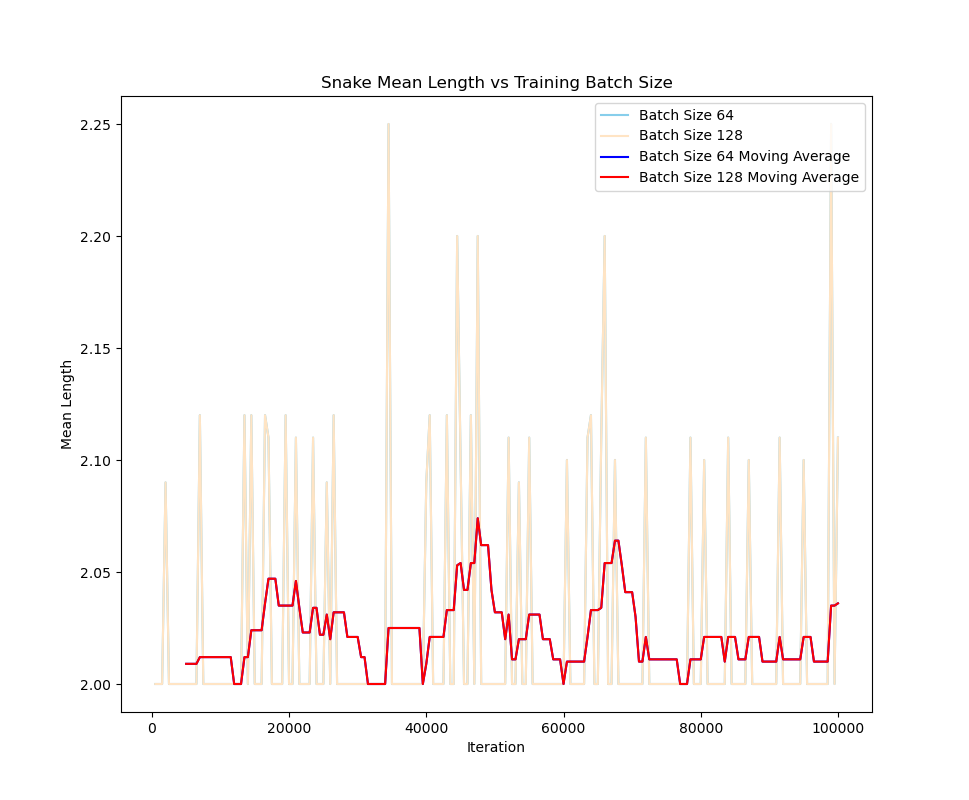 Snake Mean Length vs Training Batch Size
Batch Size 64
Batch Size 128
Batch Size 64 Moving Average
Batch Size 128 Moving Average
2.25
2.20
2.15
2.10
2.05
2.00
Mean Length
0
20000
40000
60000
80000
100000
Iteration